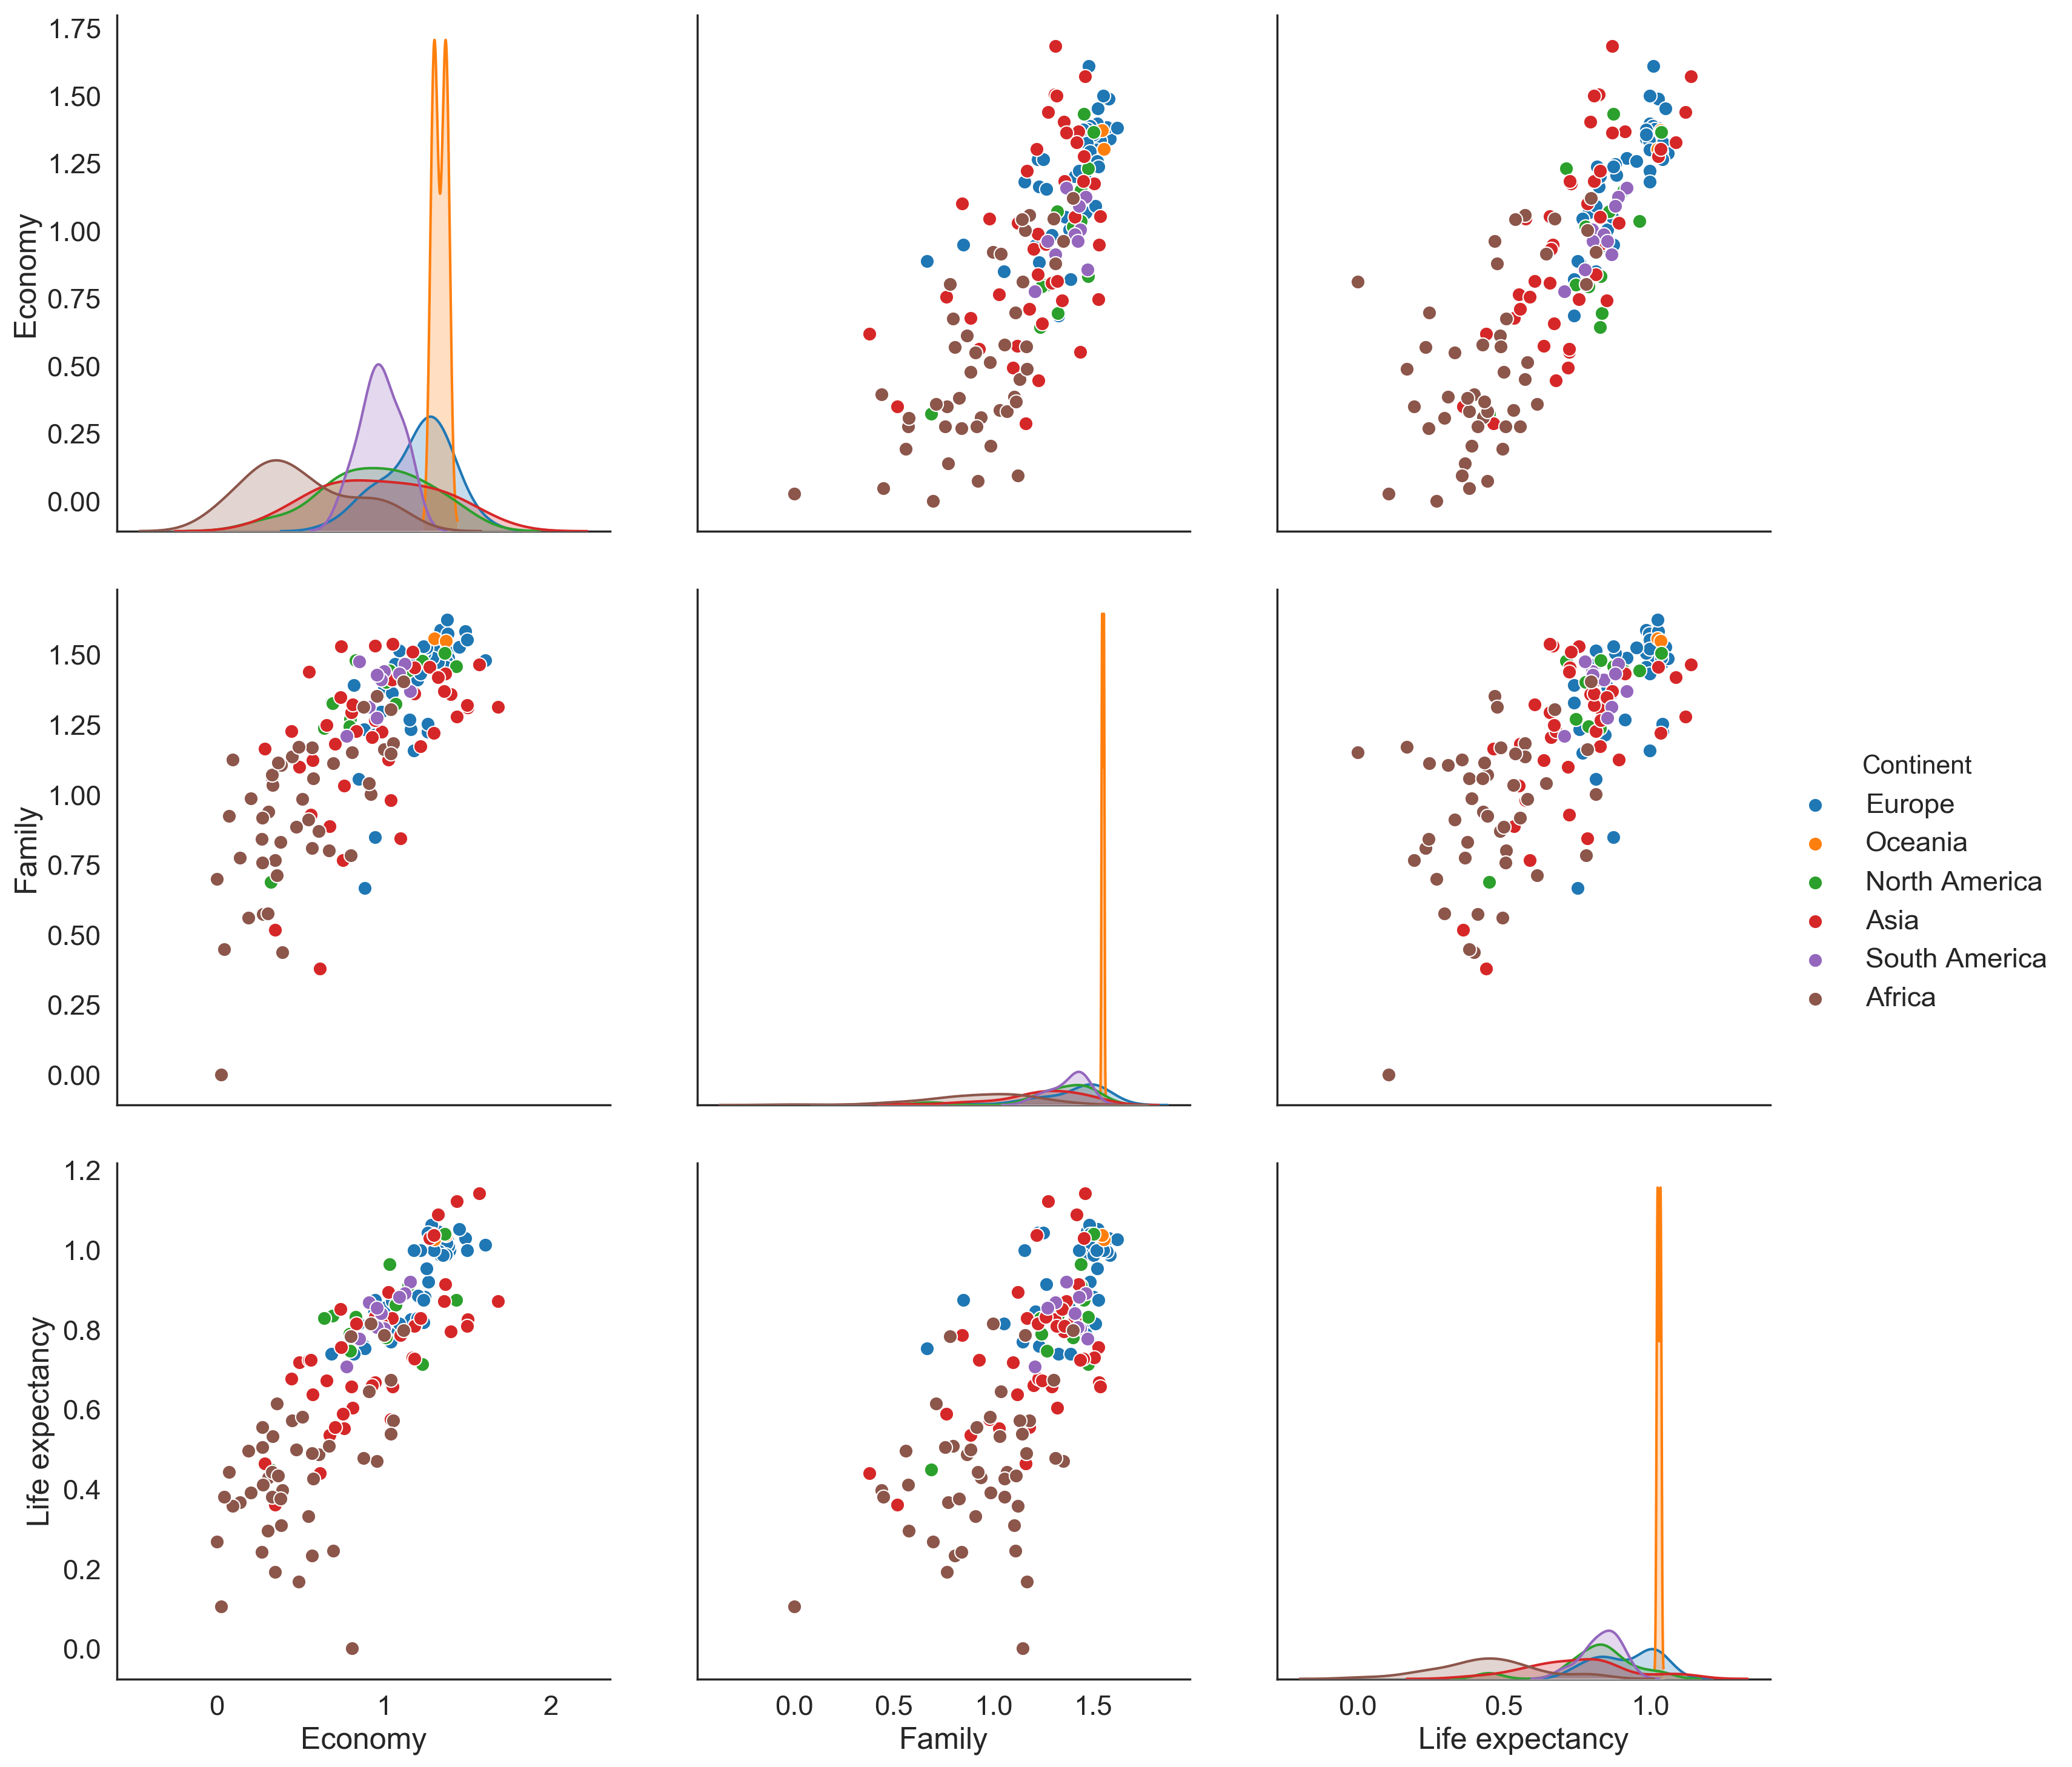 1.75
1.50
1.25
1.00
0.75
0.50
0.25
0.00
Economy
1.50
1.25
1.00
0.75
0.50
0.25
0.00
Family
1.2
1.0
0.8
0.6
0.4
0.2
0.0
Life expectancy
0 1 2
Economy
0.0 0.5 1.0 1.5
Family
0.0 0.5 1.0
Life expectancy
Continent
Europe
Oceania
North America
Asia
South America
Africa